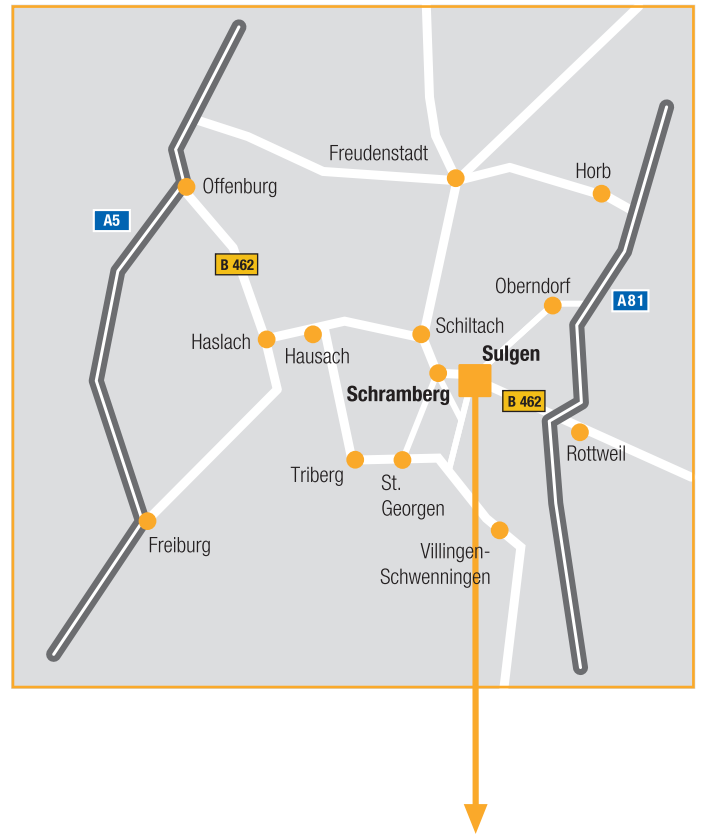 Freudenstadt
Horb
Offenburg
A5
B 462
Oberndorf
A81
Schiltach
Haslach
Hausach
Sulgen
Schramberg
B 462
Rottweil
Triberg
St.
Georgen
Freiburg
Villingen-
Schwenningen